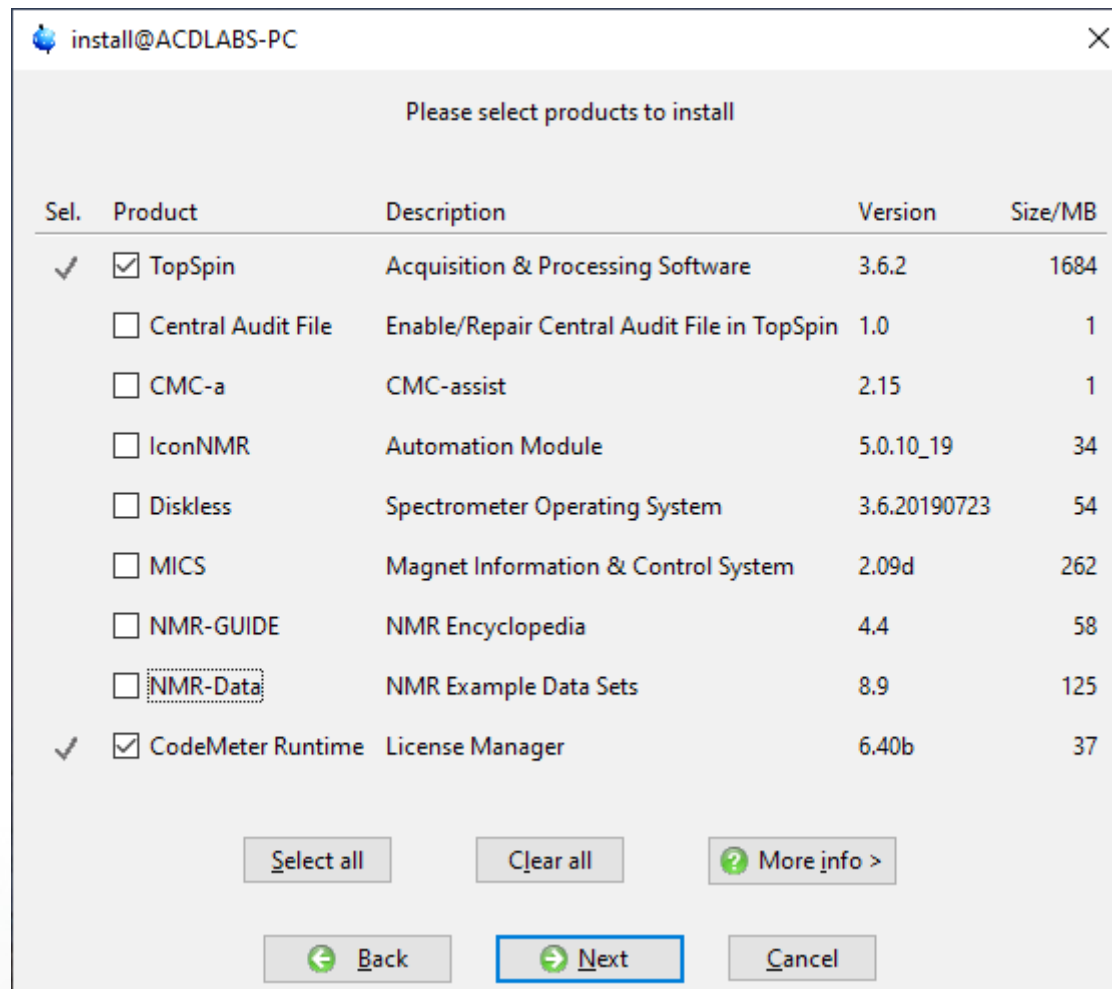 install@ACDLABS-PC
Please select products to install
Sel. Product Description Version Size/MB
TopSpin Acquisition & Processing Software 3.6.2 1684
Central Audit File Enable/Repair Central Audit File in TopSpin 1.0 1
CMC-a CMC-assist 2.15 1
IconNMR Automation Module 5.0.10_19 34
Diskless Spectrometer Operating System 3.6.20190723 54
MICS Magnet Information & Control System 2.09d 262
NMR-GUIDE NMR Encyclopedia 4.4 58
NMR-Data NMR Example Data Sets 8.9 125
CodeMeter Runtime License Manager 6.40b 37
Select all Clear all More info >
Back Next Cancel